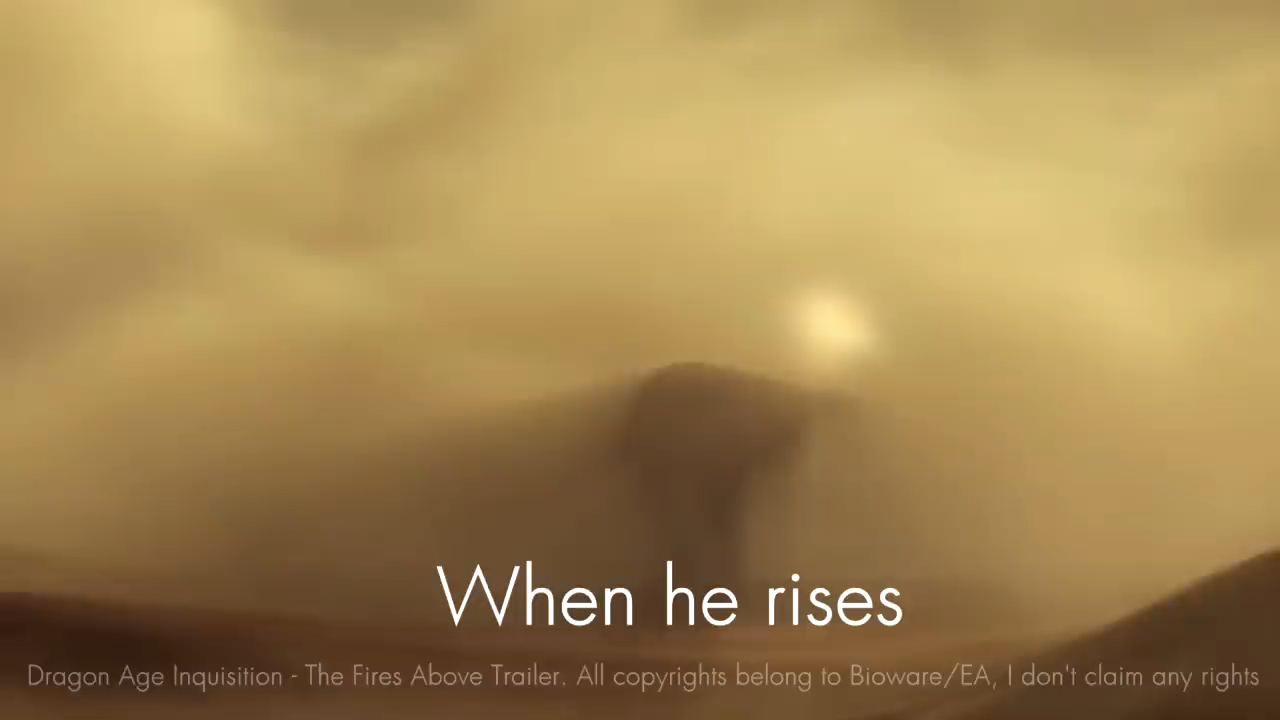 When he rises
Dragon Age Inquisition - The Fires Above Trailer. All copyrights belong to Bioware/EA, I don't claim any rights